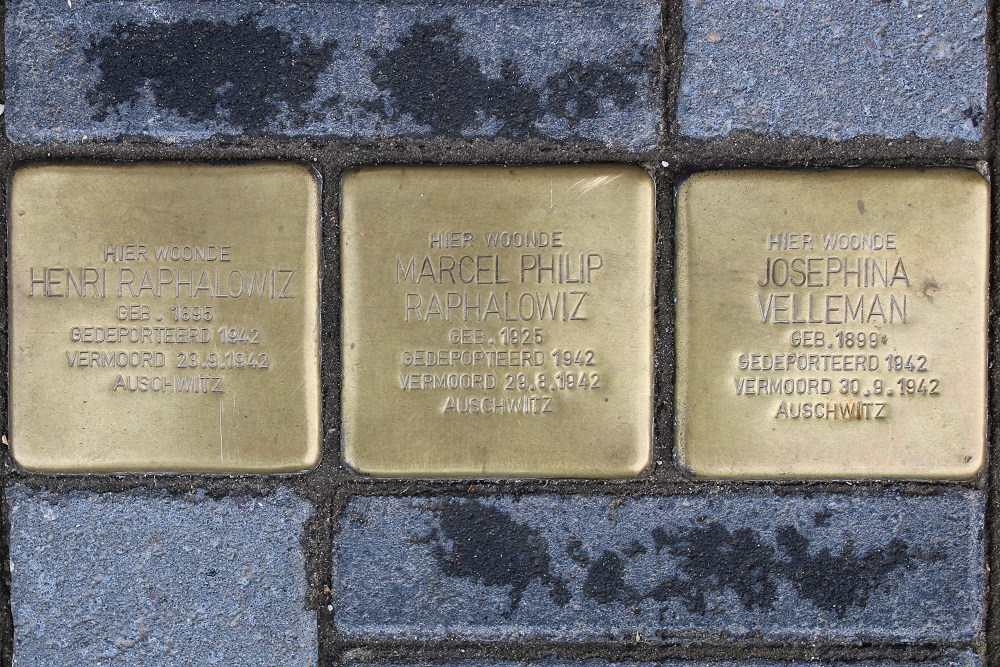 HIER WOONDE
HENRI RAPHALOWIZ
GEB. 1895
GEDEPORTEERD 1942
VERMOORD 23.9.1942
AUSCHWITZ
HIER WOONDE
MARCEL PHILIP
RAPHALOWIZ
GEB. 1925
GEDEPORTEERD 1942
VERMOORD 29.8.1942
AUSCHWITZ
HIER WOONDE
JOSEPHINA
VELLEMAN
GEB. 1899
GEDEPORTEERD 1942
VERMOORD 30.9.1942
AUSCHWITZ